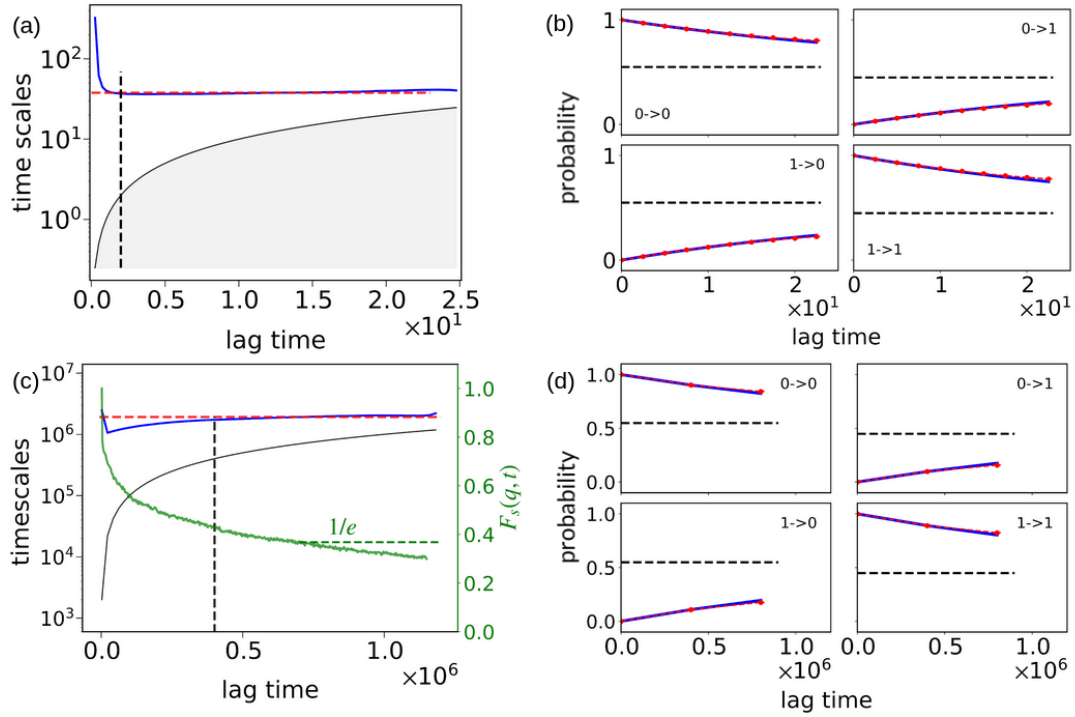 (a)
10²
10¹
10⁰
time scales
0.0 0.5 1.0 1.5 2.0 2.5
×10¹
lag time
(b)
1
0
0->0
0->1
1
0
1->0
1->1
probability
0 1 2
×10¹
0 1 2
×10¹
lag time
(c)
10⁷
10⁶
10⁵
10⁴
10³
timescales
1/e
1.0
0.8
0.6
0.4
0.2
0.0
Fₛ(q, t)
0.0 0.5 1.0
×10⁶
lag time
(d)
1.0
0.5
0.0
0->0
0->1
1.0
0.5
0.0
1->0
1->1
probability
0.0 0.5 1.0
×10⁶
0.0 0.5 1.0
×10⁶
lag time